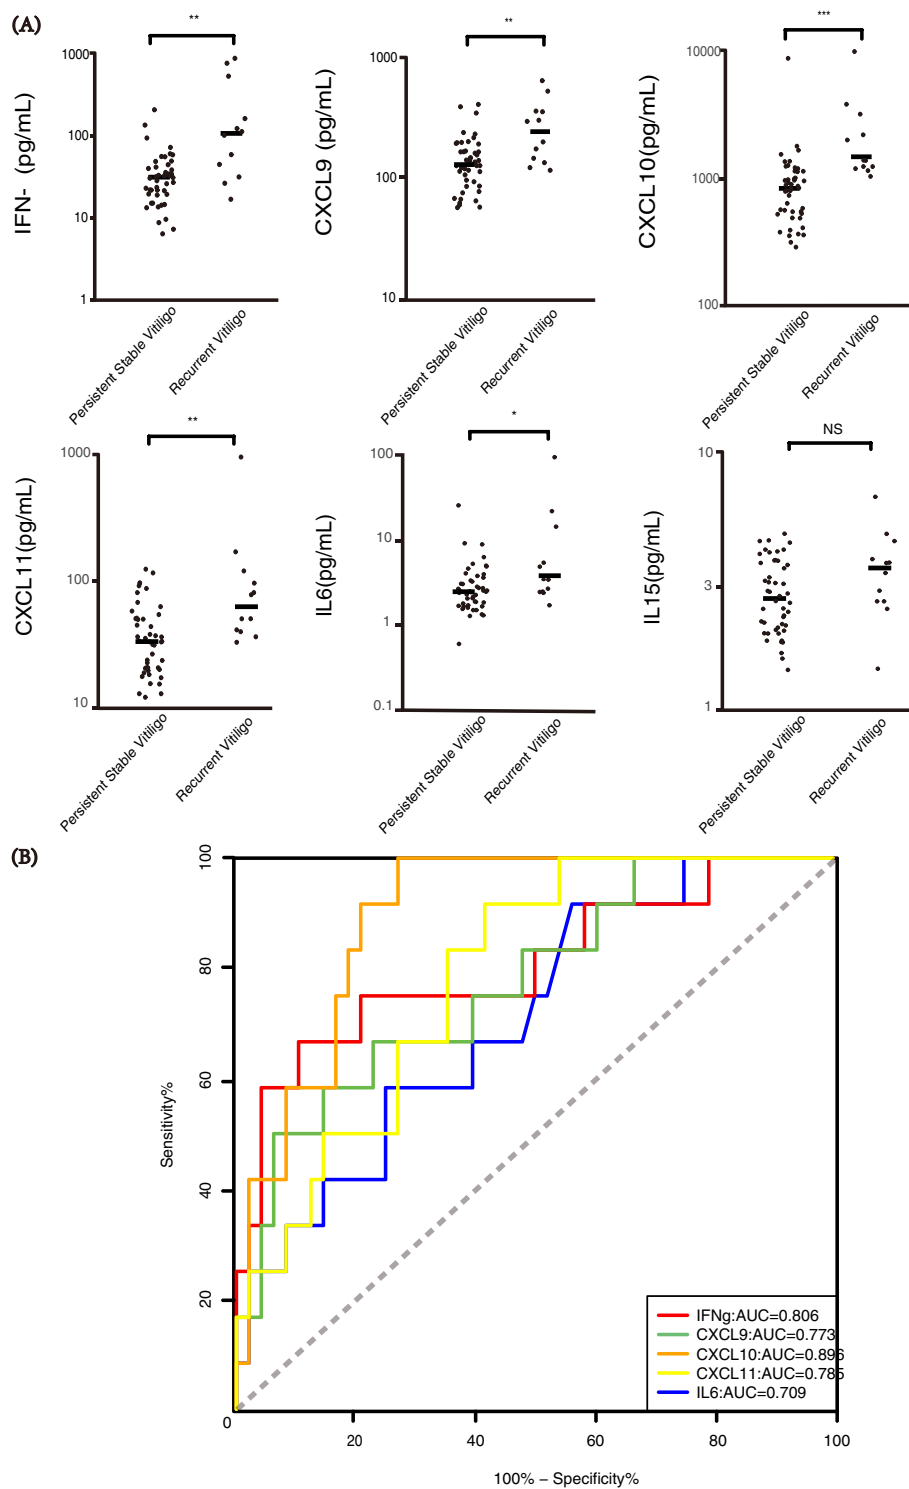 (A)
**
IFN- (pg/mL)
1000
100
10
1
Persistent Stable Vitiligo
Recurrent Vitiligo
**
CXCL9 (pg/mL)
1000
100
10
Persistent Stable Vitiligo
Recurrent Vitiligo
***
CXCL10(pg/mL)
10000
1000
100
Persistent Stable Vitiligo
Recurrent Vitiligo
**
CXCL11(pg/mL)
1000
100
10
Persistent Stable Vitiligo
Recurrent Vitiligo
*
IL6(pg/mL)
100
10
1
0.1
Persistent Stable Vitiligo
Recurrent Vitiligo
NS
IL15(pg/mL)
10
3
1
Persistent Stable Vitiligo
Recurrent Vitiligo
(B)
Sensitivity%
100
80
60
40
20
0
20
40
60
80
100
100% – Specificity%
IFNg:AUC=0.806
CXCL9:AUC=0.773
CXCL10:AUC=0.896
CXCL11:AUC=0.785
IL6:AUC=0.709